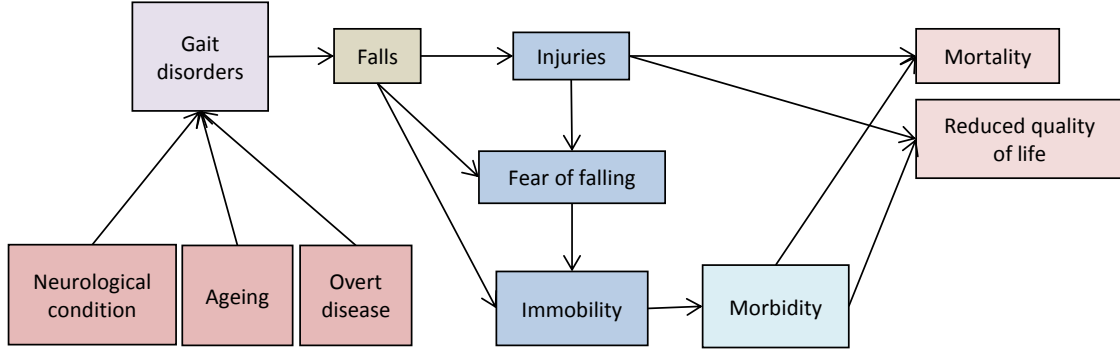 Gait
disorders
Falls
Injuries
Mortality
Reduced quality
of life
Fear of falling
Neurological
condition
Ageing
Overt
disease
Immobility
Morbidity